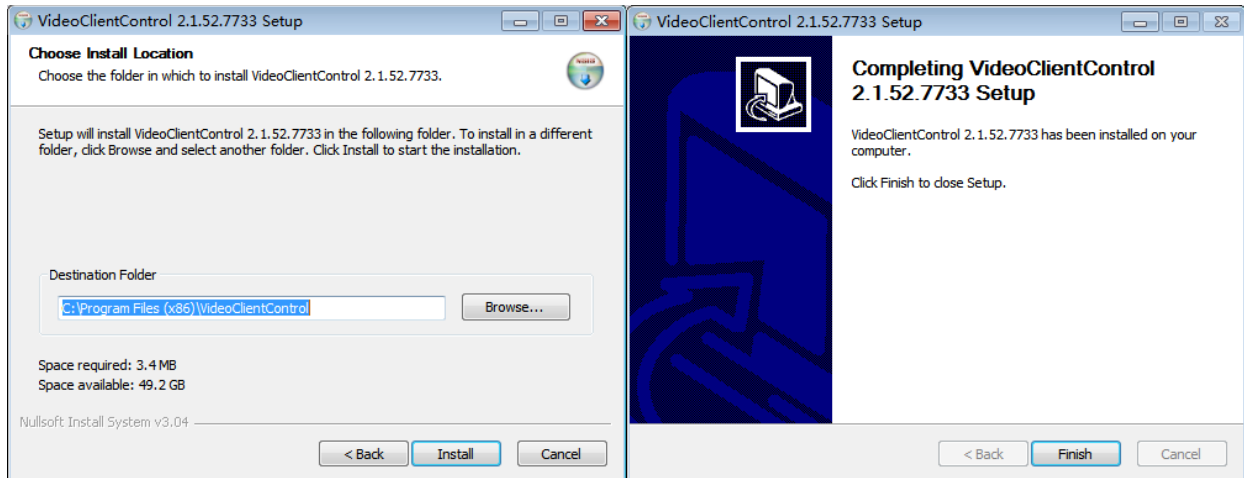 VideoClientControl 2.1.52.7733 Setup
Choose Install Location
Choose the folder in which to install VideoClientControl 2.1.52.7733.
Setup will install VideoClientControl 2.1.52.7733 in the following folder. To install in a different
folder, click Browse and select another folder. Click Install to start the installation.
Destination Folder
C:\Program Files (x86)\VideoClientControl
Browse...
Space required: 3.4 MB
Space available: 49.2 GB
Nullsoft Install System v3.04
< Back
Install
Cancel
VideoClientControl 2.1.52.7733 Setup
Completing VideoClientControl
2.1.52.7733 Setup
VideoClientControl 2.1.52.7733 has been installed on your
computer.
Click Finish to close Setup.
< Back
Finish
Cancel